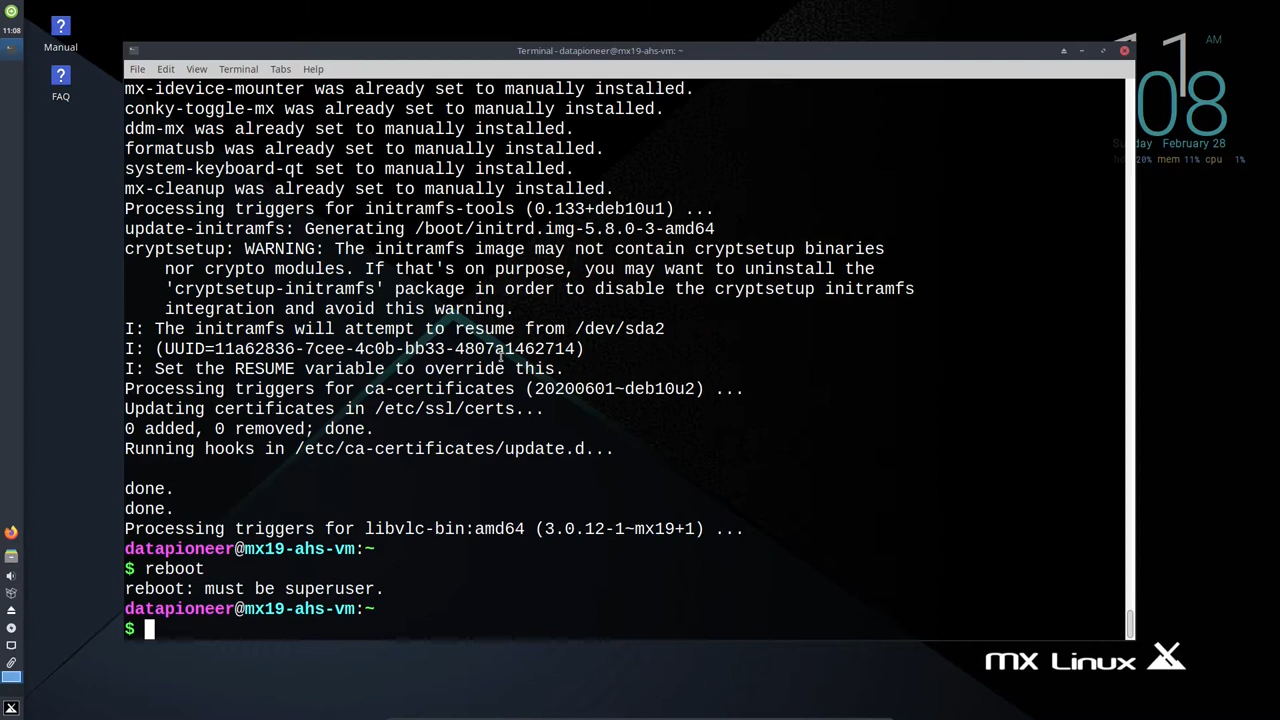 11:08
Manual
FAQ
Terminal - datapioneer@mx19-ahs-vm: ~
File Edit View Terminal Tabs Help
mx-idevice-mounter was already set to manually installed.
conky-toggle-mx was already set to manually installed.
ddm-mx was already set to manually installed.
formatusb was already set to manually installed.
system-keyboard-qt set to manually installed.
mx-cleanup was already set to manually installed.
Processing triggers for initramfs-tools (0.133+deb10u1) ...
update-initramfs: Generating /boot/initrd.img-5.8.0-3-amd64
cryptsetup: WARNING: The initramfs image may not contain cryptsetup binaries
nor crypto modules. If that's on purpose, you may want to uninstall the
'cryptsetup-initramfs' package in order to disable the cryptsetup initramfs
integration and avoid this warning.
I: The initramfs will attempt to resume from /dev/sda2
I: (UUID=11a62836-7cee-4c0b-bb33-4807a1462714)
I: Set the RESUME variable to override this.
Processing triggers for ca-certificates (20200601~deb10u2) ...
Updating certificates in /etc/ssl/certs...
0 added, 0 removed; done.
Running hooks in /etc/ca-certificates/update.d...
done.
done.
Processing triggers for libvlc-bin:amd64 (3.0.12-1~mx19+1) ...
datapioneer@mx19-ahs-vm:~
$ reboot
reboot: must be superuser.
datapioneer@mx19-ahs-vm:~
$
AM
08
February 28
20% mem 11% cpu 1%
MX Linux